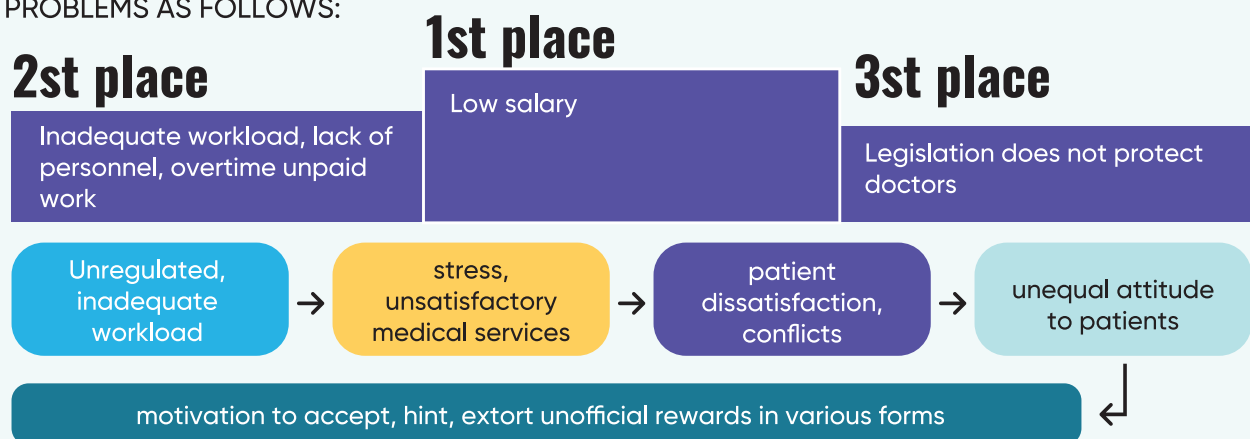 PROBLEMS AS FOLLOWS:
1st place
Low salary
2st place
Inadequate workload, lack of
personnel, overtime unpaid
work
3st place
Legislation does not protect
doctors
Unregulated,
inadequate
workload
stress,
unsatisfactory
medical services
patient
dissatisfaction,
conflicts
unequal attitude
to patients
motivation to accept, hint, extort unofficial rewards in various forms